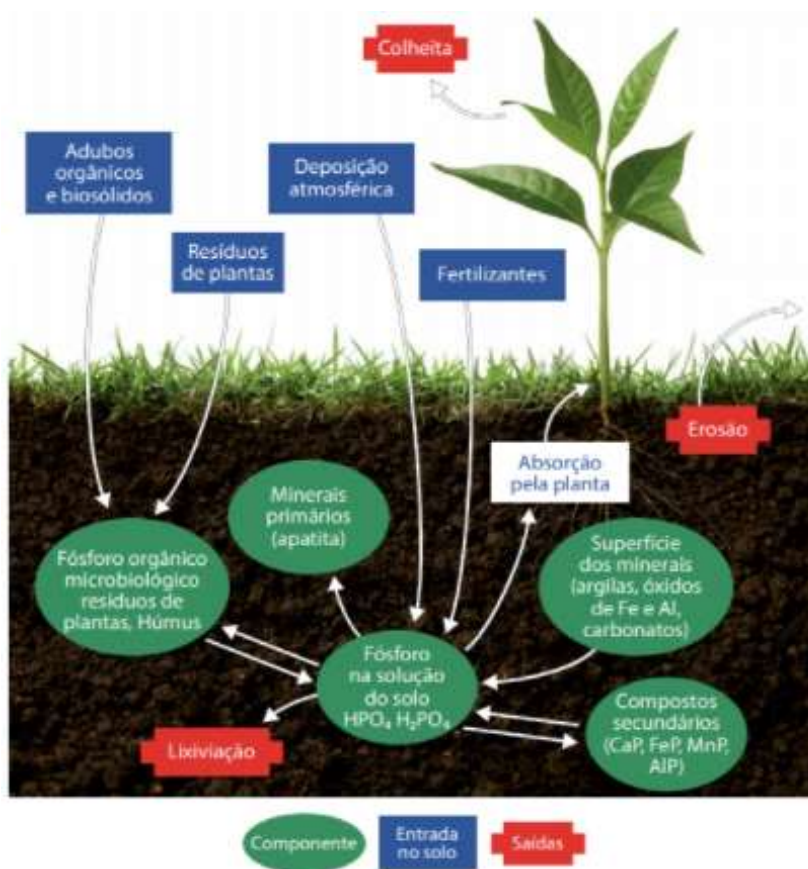 Colheita
Adubos
orgânicos
e biosólidos
Deposição
atmosférica
Resíduos
de plantas
Fertilizantes
Erosão
Absorção
pela planta
Minerais
primários
(apatita)
Fósforo orgânico
microbiológico
resíduos de
plantas, Húmus
Superfície
dos minerais
(argilas, óxidos
de Fe e Al,
carbonatos)
Fósforo
na solução
do solo
HPO₄ H₂PO₄
Lixiviação
Compostos
secundários
(CaP, FeP, MnP,
AlP)
Componente
Entrada
no solo
Saídas